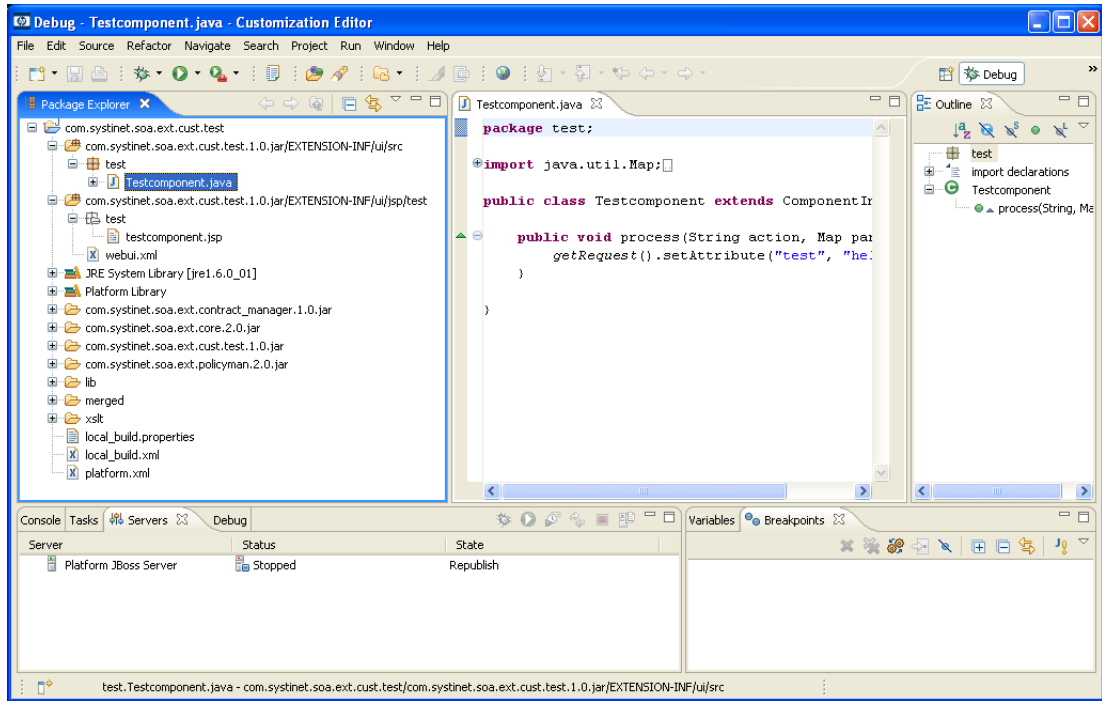 Debug - Testcomponent.java - Customization Editor
File Edit Source Refactor Navigate Search Project Run Window Help
Debug
»
Package Explorer
com.systinet.soa.ext.cust.test
com.systinet.soa.ext.cust.test.1.0.jar/EXTENSION-INF/ui/src
test
Testcomponent.java
com.systinet.soa.ext.cust.test.1.0.jar/EXTENSION-INF/ui/jsp/test
test
testcomponent.jsp
webui.xml
JRE System Library [jre1.6.0_01]
Platform Library
com.systinet.soa.ext.contract_manager.1.0.jar
com.systinet.soa.ext.core.2.0.jar
com.systinet.soa.ext.cust.test.1.0.jar
com.systinet.soa.ext.policyman.2.0.jar
lib
merged
xslt
local_build.properties
local_build.xml
platform.xml
Testcomponent.java
package test;
import java.util.Map;
public class Testcomponent extends ComponentIn
public void process(String action, Map par
getRequest().setAttribute("test", "hel
}
}
Outline
test
import declarations
Testcomponent
process(String, Ma
Console Tasks Servers Debug
Server Status State
Platform JBoss Server Stopped Republish
Variables Breakpoints
test.Testcomponent.java - com.systinet.soa.ext.cust.test/com.systinet.soa.ext.cust.test.1.0.jar/EXTENSION-INF/ui/src